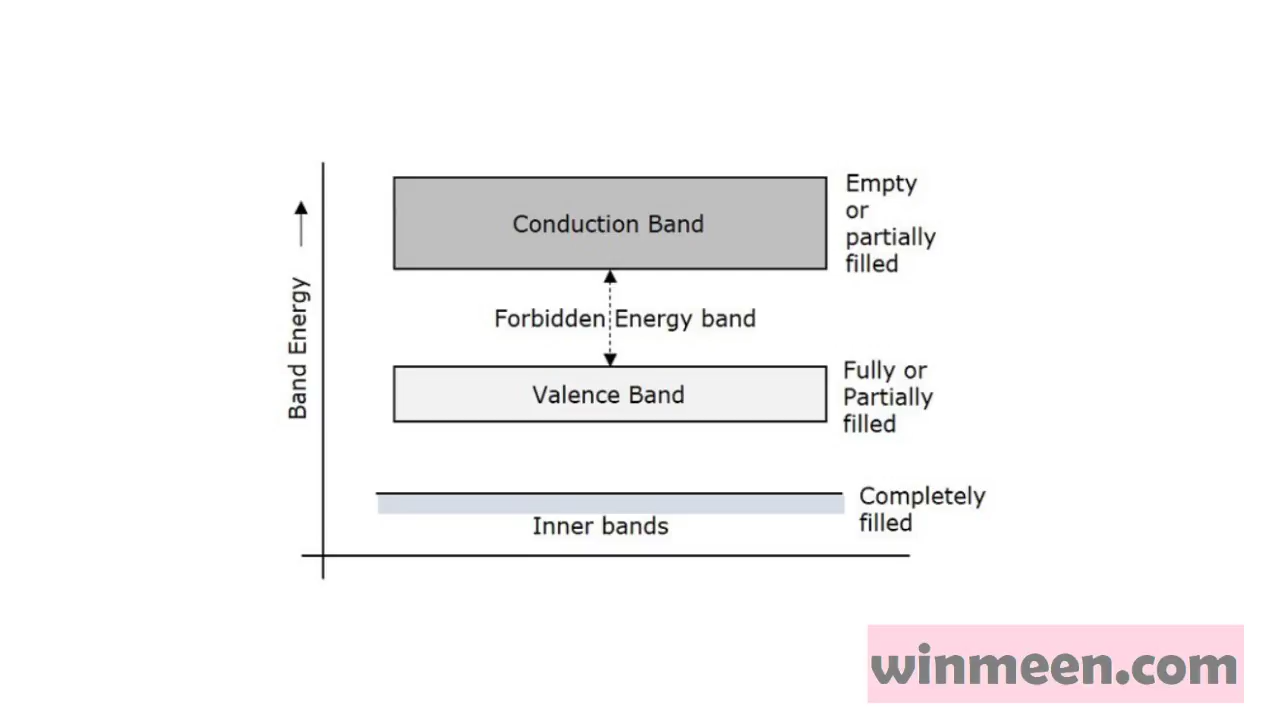 Conduction Band
Empty
or
partially
filled
Forbidden Energy band
Band Energy
Valence Band
Fully or
Partially
filled
Inner bands
Completely
filled
winmeen.com